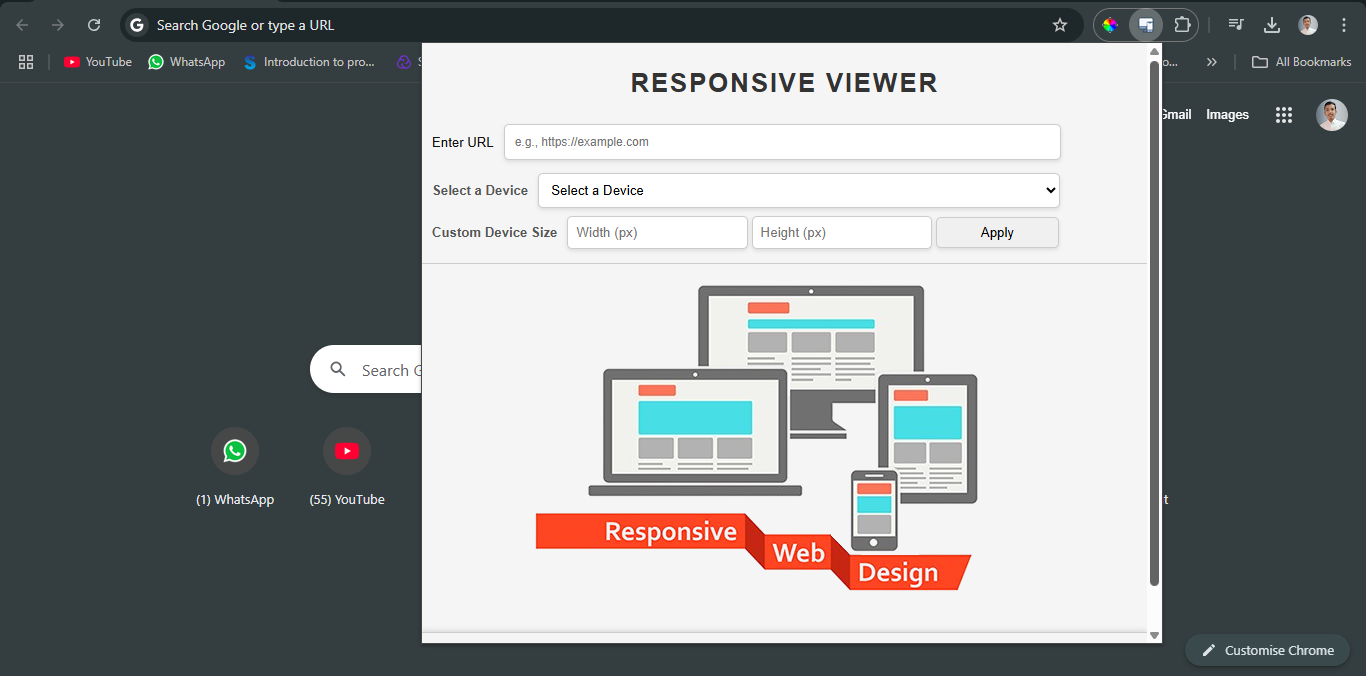 Search Google or type a URL
YouTube
WhatsApp
Introduction to pro...
S
o...
All Bookmarks
RESPONSIVE VIEWER
Gmail
Images
Enter URL
e.g., https://example.com
Select a Device
Select a Device
Custom Device Size
Width (px)
Height (px)
Apply
Search G
(1) WhatsApp
(55) YouTube
t
Responsive
Web
Design
Customise Chrome